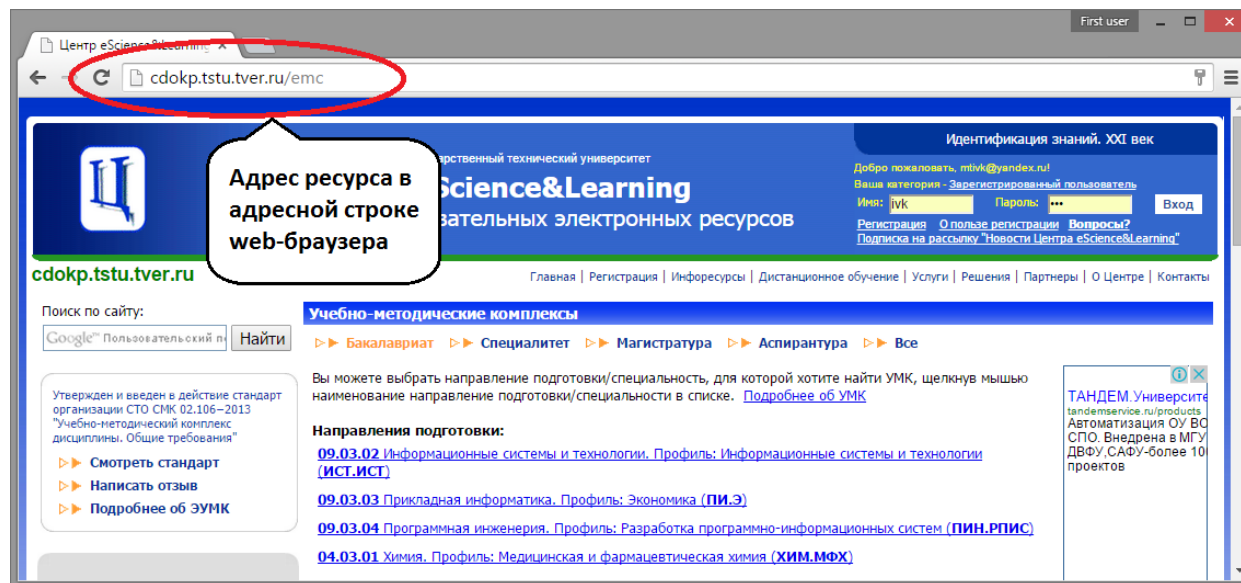 First user
Центр eScience&Learning
cdokp.tstu.tver.ru/emc
Адрес ресурса в
адресной строке
web-браузера
Ц
Идентификация знаний. XXI век
технический университет
Science&Learning
электронных ресурсов
Добро пожаловать, mtivk@yandex.ru!
Ваша категория - Зарегистрированный пользователь
Имя: ivk Пароль: ••• Вход
Регистрация О пользе регистрации Вопросы?
Подписка на рассылку "Новости Центра eScience&Learning"
cdokp.tstu.tver.ru
Главная | Регистрация | Инфоресурсы | Дистанционное обучение | Услуги | Решения | Партнеры | О Центре | Контакты
Поиск по сайту:
Google™ Пользовательский п Найти
Утвержден и введен в действие стандарт
организации СТО СМК 02.106–2013
"Учебно-методический комплекс
дисциплины. Общие требования"
Смотреть стандарт
Написать отзыв
Подробнее об ЭУМК
Учебно-методические комплексы
Бакалавриат Специалитет Магистратура Аспирантура Все
Вы можете выбрать направление подготовки/специальность, для которой хотите найти УМК, щелкнув мышью
наименование направление подготовки/специальности в списке. Подробнее об УМК
Направления подготовки:
09.03.02 Информационные системы и технологии. Профиль: Информационные системы и технологии
(ИСТ.ИСТ)
09.03.03 Прикладная информатика. Профиль: Экономика (ПИ.Э)
09.03.04 Программная инженерия. Профиль: Разработка программно-информационных систем (ПИН.РПИС)
04.03.01 Химия. Профиль: Медицинская и фармацевтическая химия (ХИМ.МФХ)
ТАНДЕМ.Университе
tandemservice.ru/products
Автоматизация ОУ ВО
СПО. Внедрена в МГУ
ДВФУ,САФУ-более 10
проектов